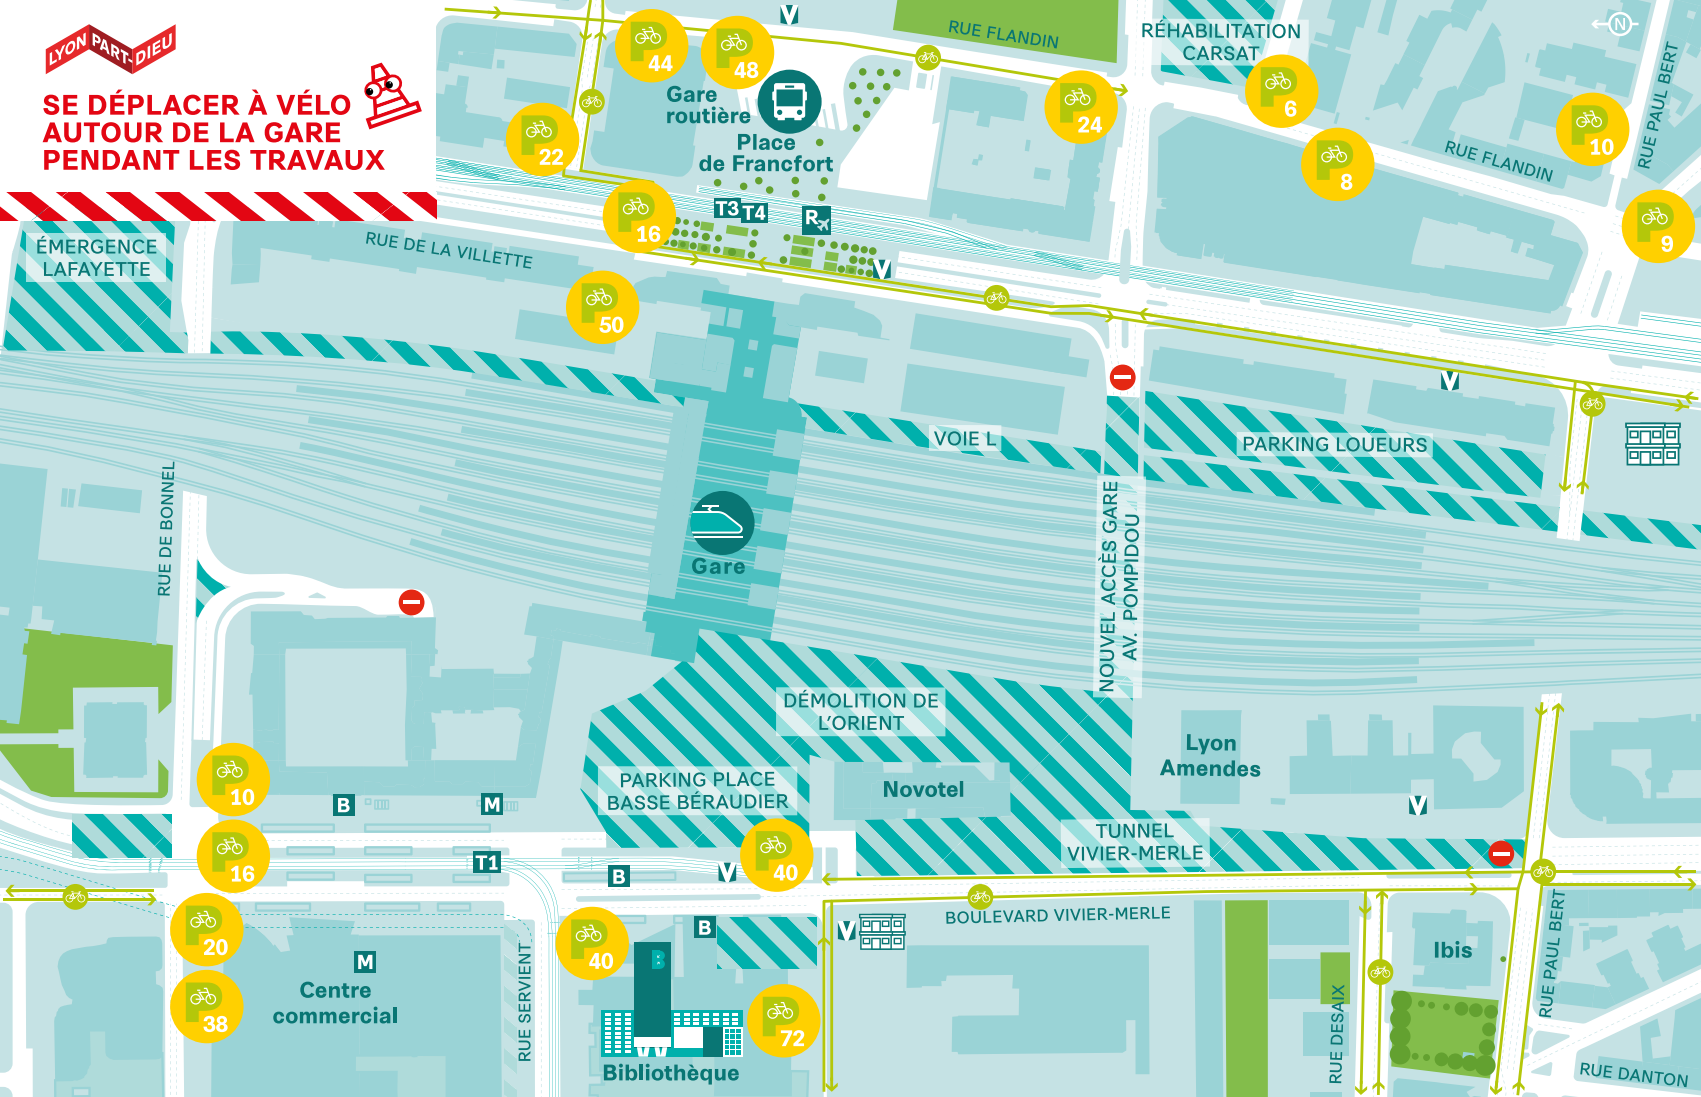 LYON PART-DIEU
SE DÉPLACER À VÉLO
AUTOUR DE LA GARE
PENDANT LES TRAVAUX
P 44
P 48
V
RUE FLANDIN
RÉHABILITATION
CARSAT
N
RUE PAUL BERT
Gare
routière
Place
de Francfort
P 22
P 24
P 6
P 8
P 10
RUE FLANDIN
P 9
P 16
T3 T4
R
V
ÉMERGENCE
LAFAYETTE
RUE DE LA VILLETTE
P 50
V
VOIE L
PARKING LOUEURS
RUE DE BONNEL
Gare
NOUVEL ACCÈS GARE
AV. POMPIDOU
DÉMOLITION DE
L'ORIENT
Lyon
Amendes
PARKING PLACE
BASSE BÉRAUDIER
Novotel
P 10
B
M
V
TUNNEL
VIVIER-MERLE
P 16
T1
B
V
P 40
BOULEVARD VIVIER-MERLE
P 20
P 40
B
V
Ibis
RUE PAUL BERT
M
Centre
commercial
B
P 38
RUE SERVIENT
P 72
RUE DESAIX
Bibliothèque
RUE DANTON